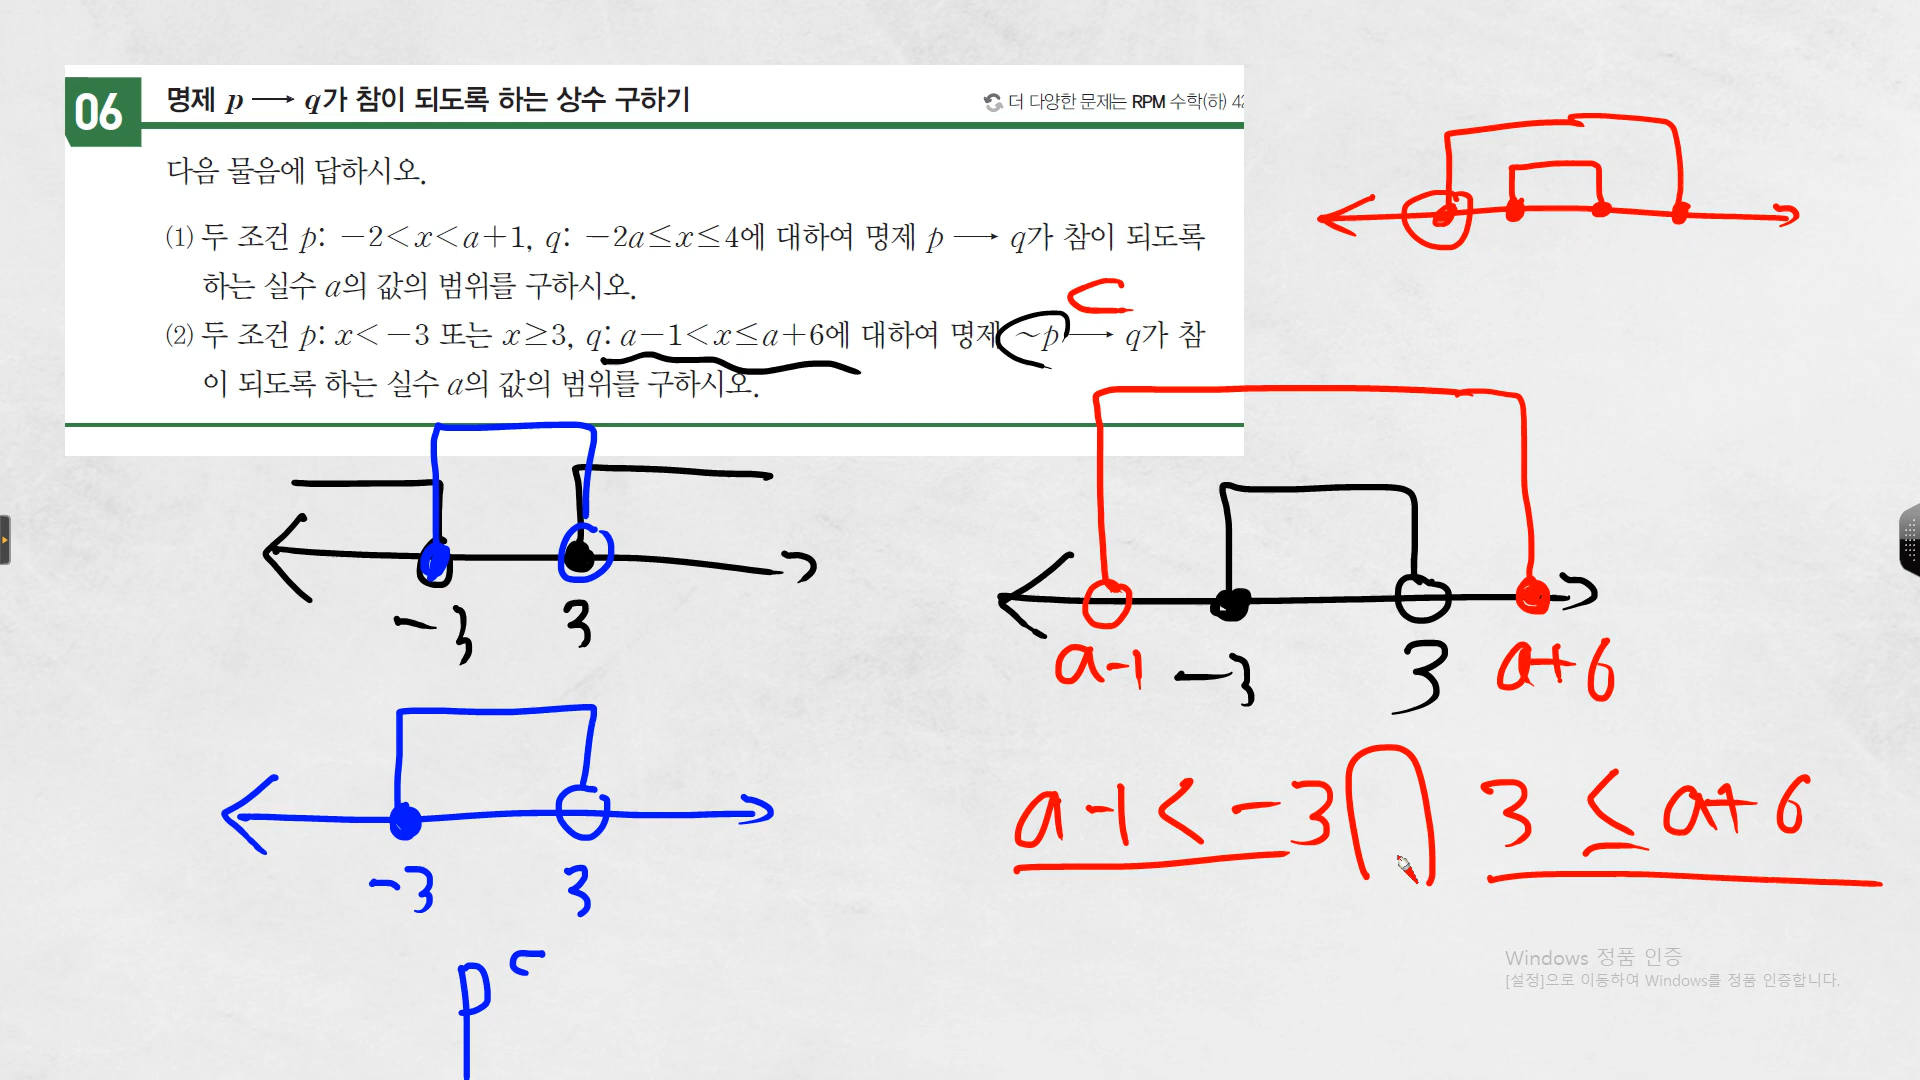 06 명제 p → q가 참이 되도록 하는 상수 구하기
더 다양한 문제는 RPM 수학(하) 42
다음 물음에 답하시오.
(1) 두 조건 p: -2<x<a+1, q: -2a≤x≤4에 대하여 명제 p → q가 참이 되도록
하는 실수 a의 값의 범위를 구하시오.
⊂
(2) 두 조건 p: x<-3 또는 x≥3, q: a-1<x≤a+6에 대하여 명제 ~p → q가 참
이 되도록 하는 실수 a의 값의 범위를 구하시오.
-3 3
a-1 -3 3 a+6
a-1<-3 ∩ 3≤a+6
-3 3
Pᶜ
Windows 정품 인증
[설정]으로 이동하여 Windows를 정품 인증합니다.